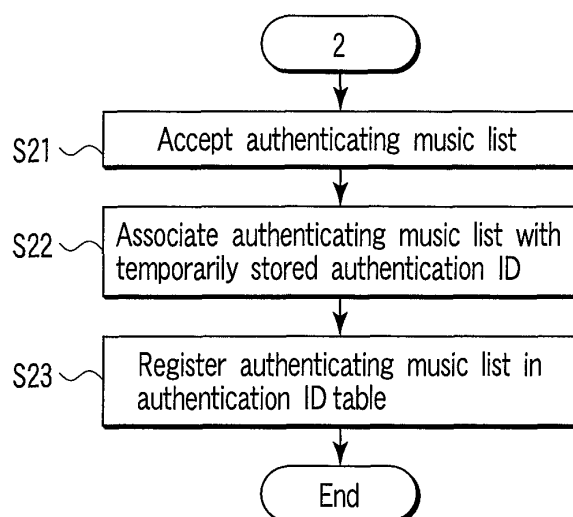 2
S21
Accept authenticating music list
S22
Associate authenticating music list with
temporarily stored authentication ID
S23
Register authenticating music list in
authentication ID table
End